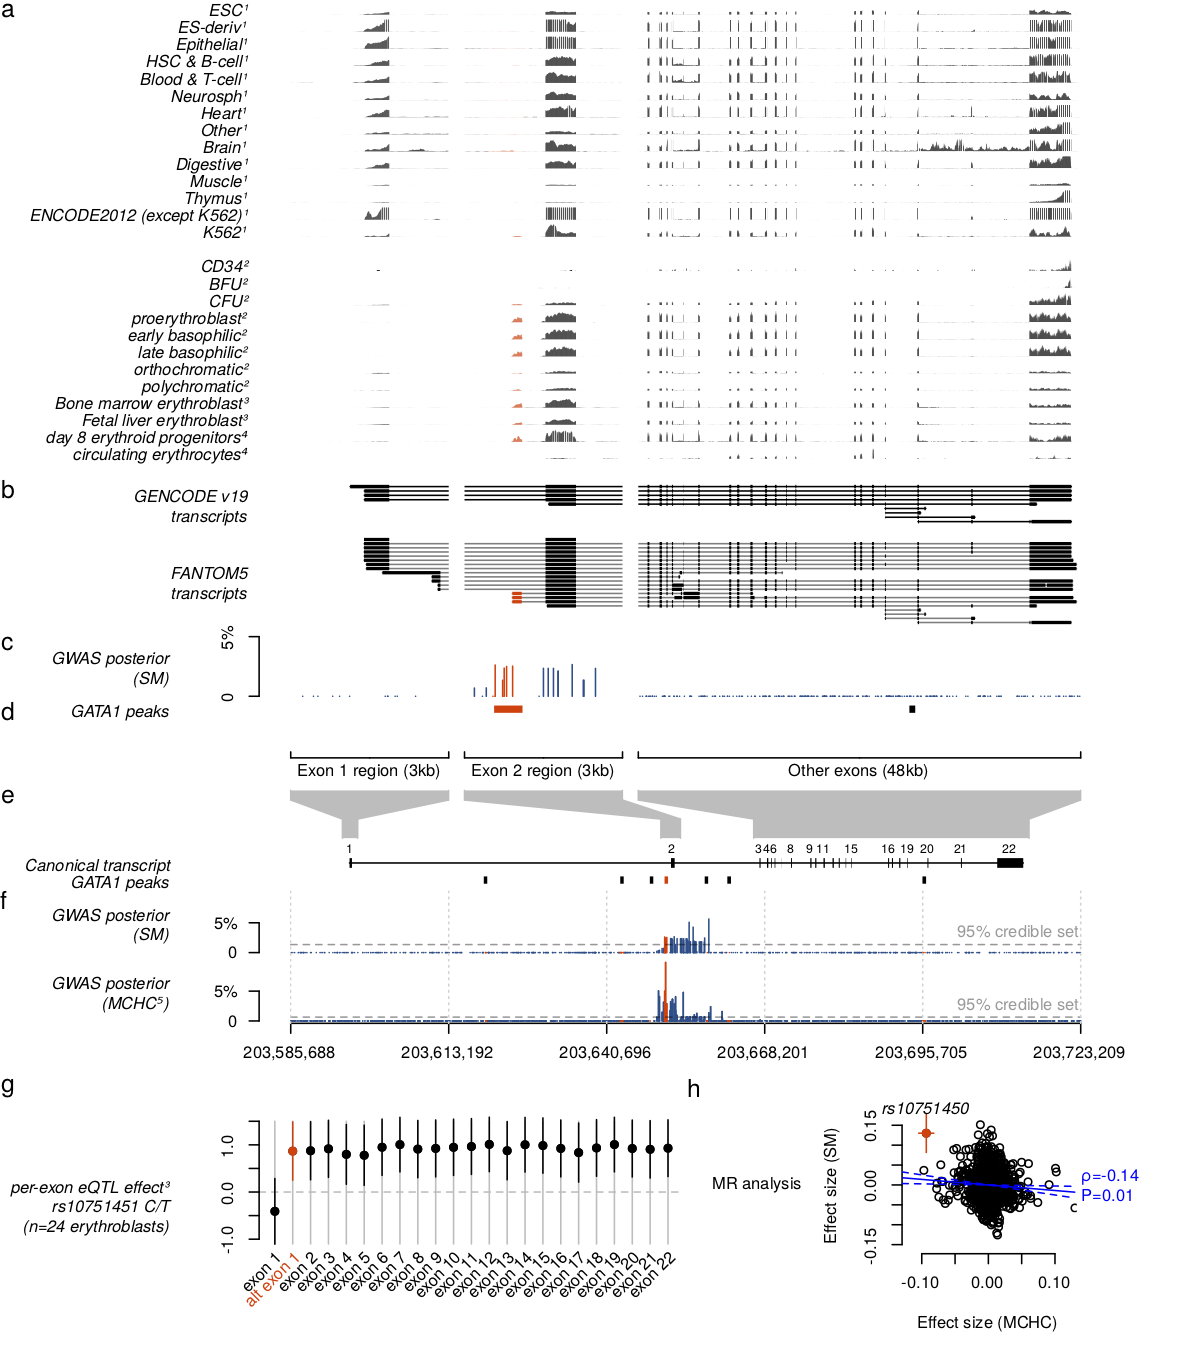 a
ESC¹
ES-deriv¹
Epithelial¹
HSC & B-cell¹
Blood & T-cell¹
Neurosph¹
Heart¹
Other¹
Brain¹
Digestive¹
Muscle¹
Thymus¹
ENCODE2012 (except K562)¹
K562¹
CD34²
BFU²
CFU²
proerythroblast²
early basophilic²
late basophilic²
orthochromatic²
polychromatic²
Bone marrow erythroblast³
Fetal liver erythroblast³
day 8 erythroid progenitors⁴
circulating erythrocytes⁴
b
GENCODE v19
transcripts
FANTOM5
transcripts
c
GWAS posterior
(SM)
5%
0
d
GATA1 peaks
Exon 1 region (3kb)
Exon 2 region (3kb)
Other exons (48kb)
e
1
2
346 8 9 11 15 16 19 20 21 22
Canonical transcript
GATA1 peaks
f
GWAS posterior
(SM)
5%
0
95% credible set
GWAS posterior
(MCHC⁵)
5%
0
95% credible set
203,585,688
203,613,192
203,640,696
203,668,201
203,695,705
203,723,209
g
per-exon eQTL effect³
rs10751451 C/T
(n=24 erythroblasts)
1.0
0.0
-1.0
exon 1
alt exon 1
exon 2
exon 3
exon 4
exon 5
exon 6
exon 7
exon 8
exon 9
exon 10
exon 11
exon 12
exon 13
exon 14
exon 15
exon 16
exon 17
exon 18
exon 19
exon 20
exon 21
exon 22
h
MR analysis
rs10751450
Effect size (SM)
0.15
0.00
-0.15
ρ=-0.14
P=0.01
-0.10
0.00
0.10
Effect size (MCHC)